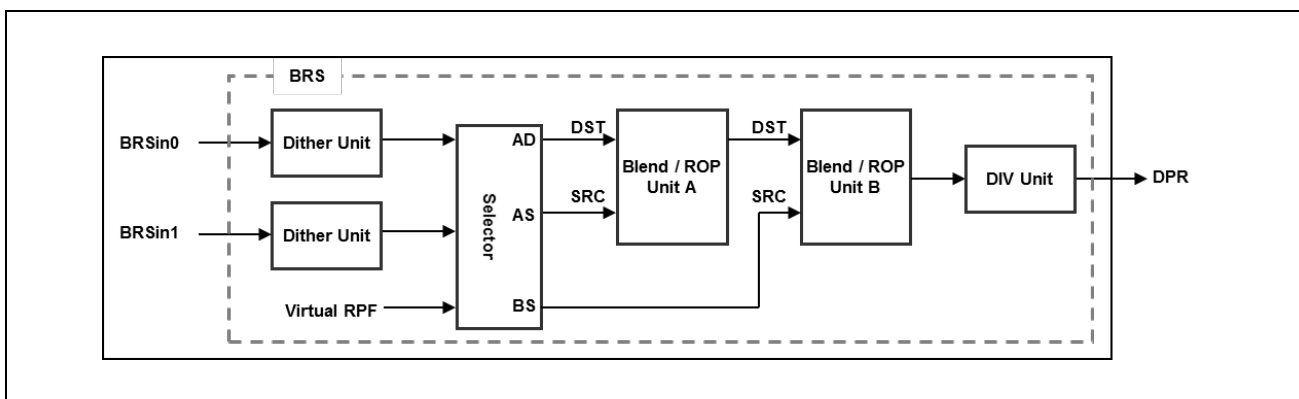 BRS
BRSin0
Dither Unit
BRSin1
Dither Unit
Virtual RPF
Selector
AD
AS
BS
DST
SRC
Blend / ROP
Unit A
DST
SRC
Blend / ROP
Unit B
DIV Unit
DPR